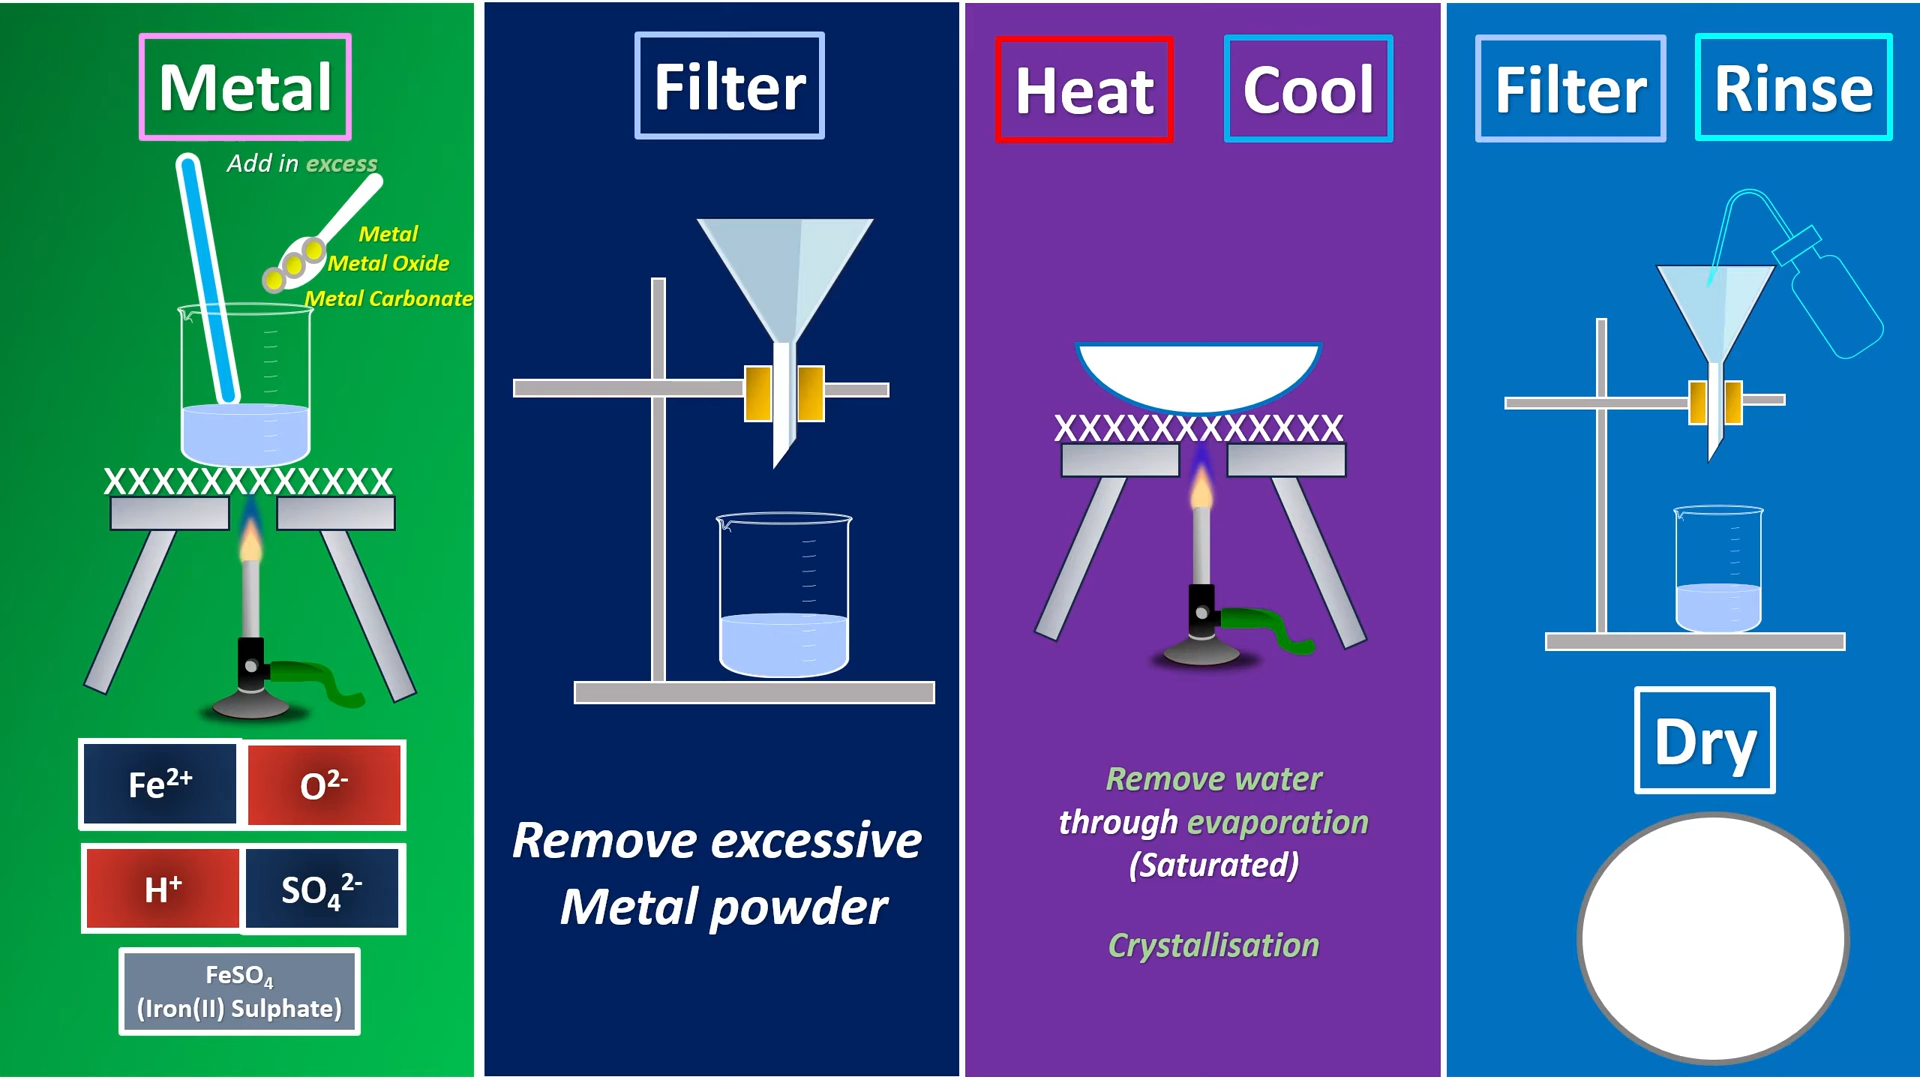 Metal
Add in excess
Metal
Metal Oxide
Metal Carbonate
XXXXXXXXXXXX
Fe²⁺
O²⁻
H⁺
SO₄²⁻
FeSO₄
(Iron(II) Sulphate)
Filter
Remove excessive
Metal powder
Heat
Cool
XXXXXXXXXXXX
Remove water
through evaporation
(Saturated)
Crystallisation
Filter
Rinse
Dry